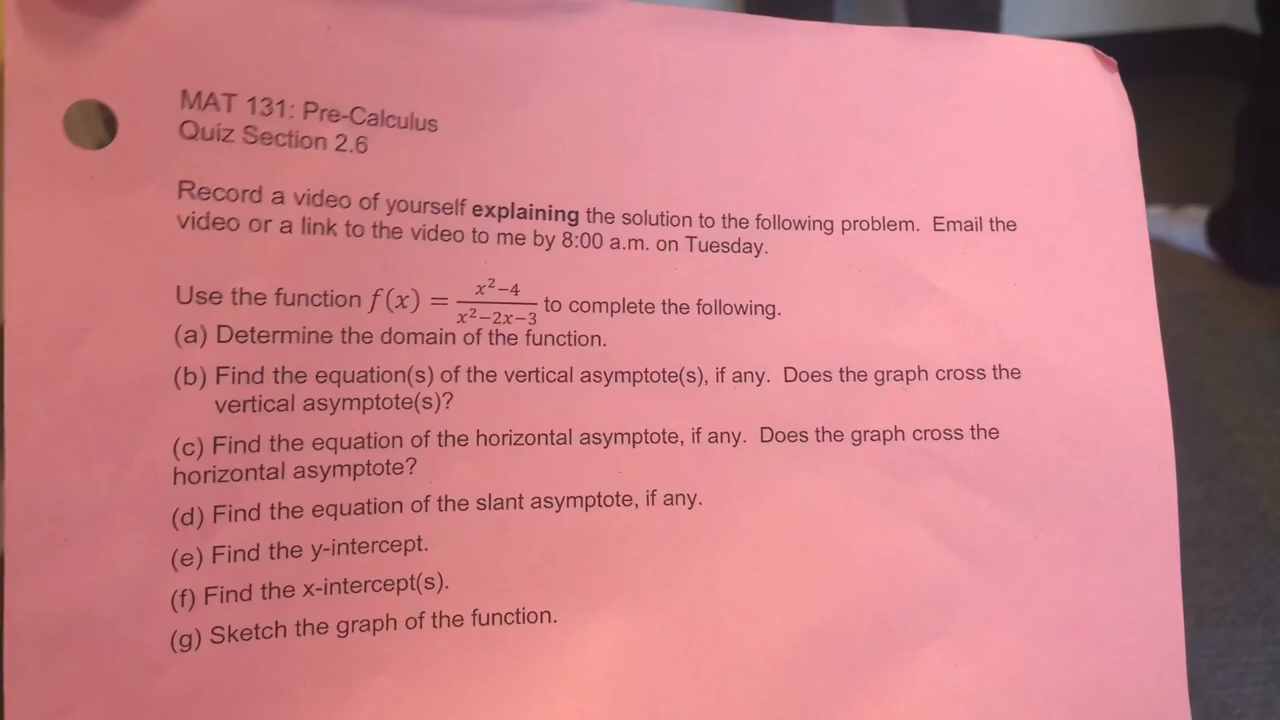 MAT 131: Pre-Calculus
Quiz Section 2.6
Record a video of yourself explaining the solution to the following problem. Email the
video or a link to the video to me by 8:00 a.m. on Tuesday.
Use the function f(x) = (x²−4)/(x²−2x−3) to complete the following.
(a) Determine the domain of the function.
(b) Find the equation(s) of the vertical asymptote(s), if any. Does the graph cross the
vertical asymptote(s)?
(c) Find the equation of the horizontal asymptote, if any. Does the graph cross the
horizontal asymptote?
(d) Find the equation of the slant asymptote, if any.
(e) Find the y-intercept.
(f) Find the x-intercept(s).
(g) Sketch the graph of the function.